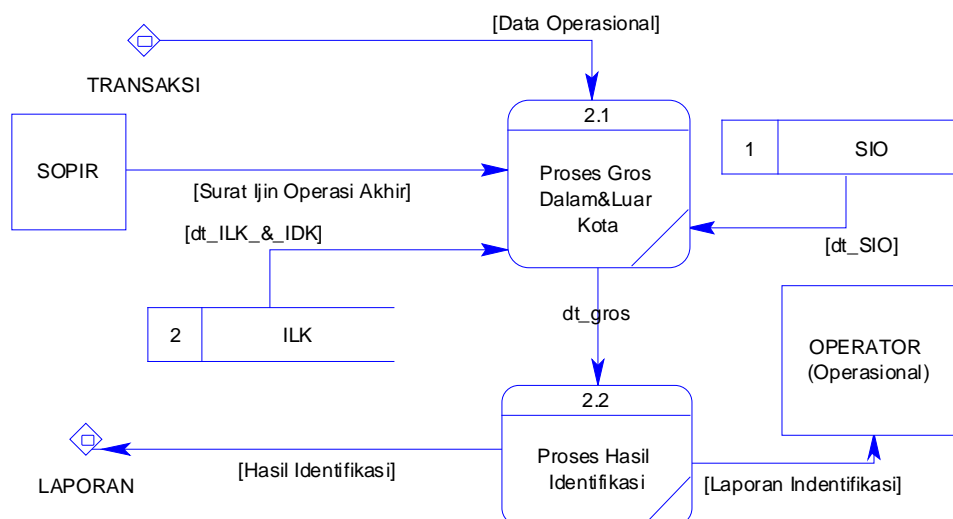 [Data Operasional]
TRANSAKSI
2.1
1
SIO
SOPIR
Proses Gros
Dalam&Luar
Kota
[Surat Ijin Operasi Akhir]
[dt_ILK_&_IDK]
[dt_SIO]
dt_gros
2
ILK
OPERATOR
(Operasional)
2.2
Proses Hasil
Identifikasi
[Hasil Identifikasi]
[Laporan Indentifikasi]
LAPORAN